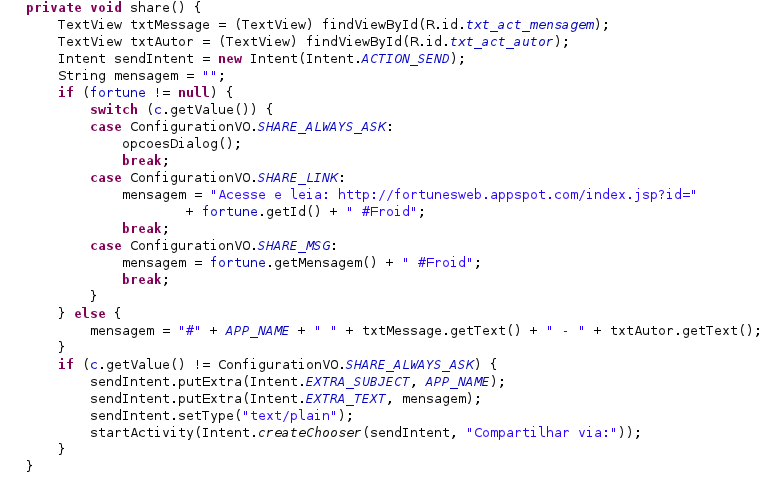 private void share() {
    TextView txtMessage = (TextView) findViewById(R.id.txt_act_mensagem);
    TextView txtAutor = (TextView) findViewById(R.id.txt_act_autor);
    Intent sendIntent = new Intent(Intent.ACTION_SEND);
    String mensagem = "";
    if (fortune != null) {
        switch (c.getValue()) {
        case ConfigurationVO.SHARE_ALWAYS_ASK:
            opcoesDialog();
            break;
        case ConfigurationVO.SHARE_LINK:
            mensagem = "Acesse e leia: http://fortunesweb.appspot.com/index.jsp?id="
                    + fortune.getId() + " #Froid";
            break;
        case ConfigurationVO.SHARE_MSG:
            mensagem = fortune.getMensagem() + " #Froid";
            break;
        }
    } else {
        mensagem = "#" + APP_NAME + " " + txtMessage.getText() + " - " + txtAutor.getText();
    }
    if (c.getValue() != ConfigurationVO.SHARE_ALWAYS_ASK) {
        sendIntent.putExtra(Intent.EXTRA_SUBJECT, APP_NAME);
        sendIntent.putExtra(Intent.EXTRA_TEXT, mensagem);
        sendIntent.setType("text/plain");
        startActivity(Intent.createChooser(sendIntent, "Compartilhar via:"));
    }
}